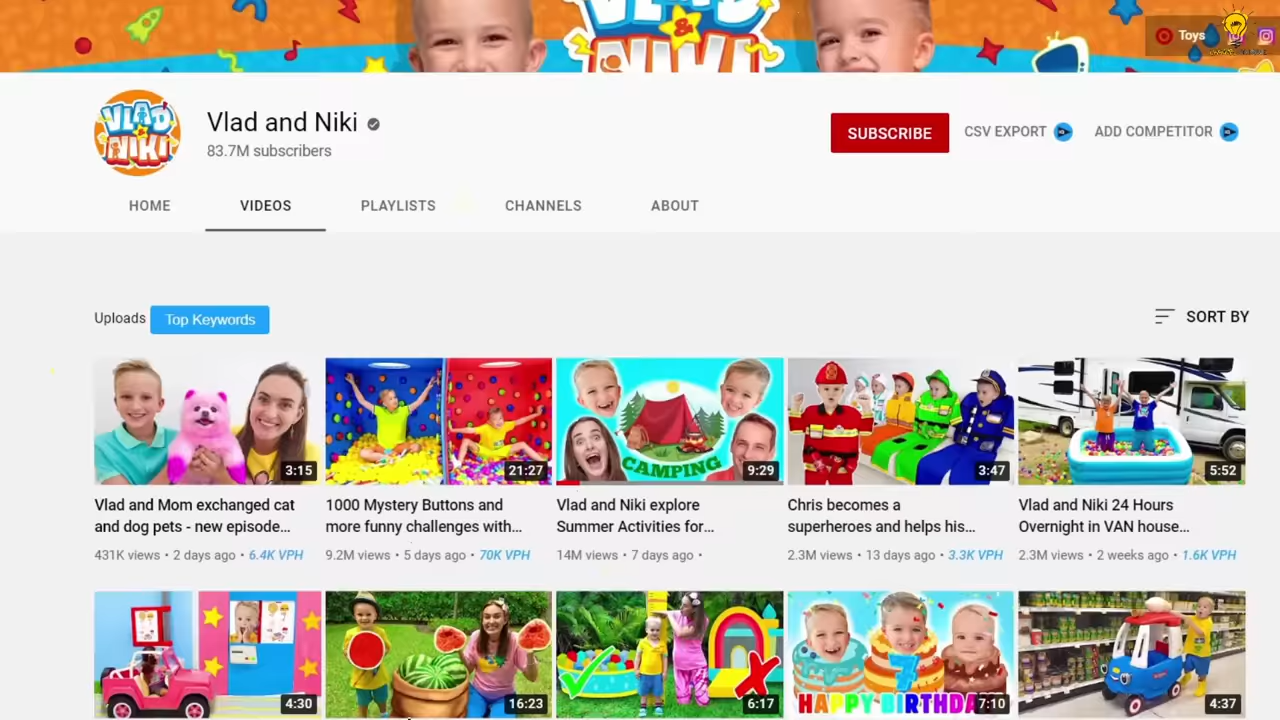 VLAD
&
NIKI
Toys
VLAD
&
NIKI
Vlad and Niki
83.7M subscribers
SUBSCRIBE
CSV EXPORT
ADD COMPETITOR
HOME
VIDEOS
PLAYLISTS
CHANNELS
ABOUT
Uploads
Top Keywords
SORT BY
3:15
21:27
CAMPING
9:29
3:47
5:52
Vlad and Mom exchanged cat
and dog pets - new episode...
431K views • 2 days ago • 6.4K VPH
1000 Mystery Buttons and
more funny challenges with...
9.2M views • 5 days ago • 70K VPH
Vlad and Niki explore
Summer Activities for...
14M views • 7 days ago •
Chris becomes a
superheroes and helps his...
2.3M views • 13 days ago • 3.3K VPH
Vlad and Niki 24 Hours
Overnight in VAN house...
2.3M views • 2 weeks ago • 1.6K VPH
4:30
16:23
6:17
7
HAPPY BIRTHDA
7:10
4:37